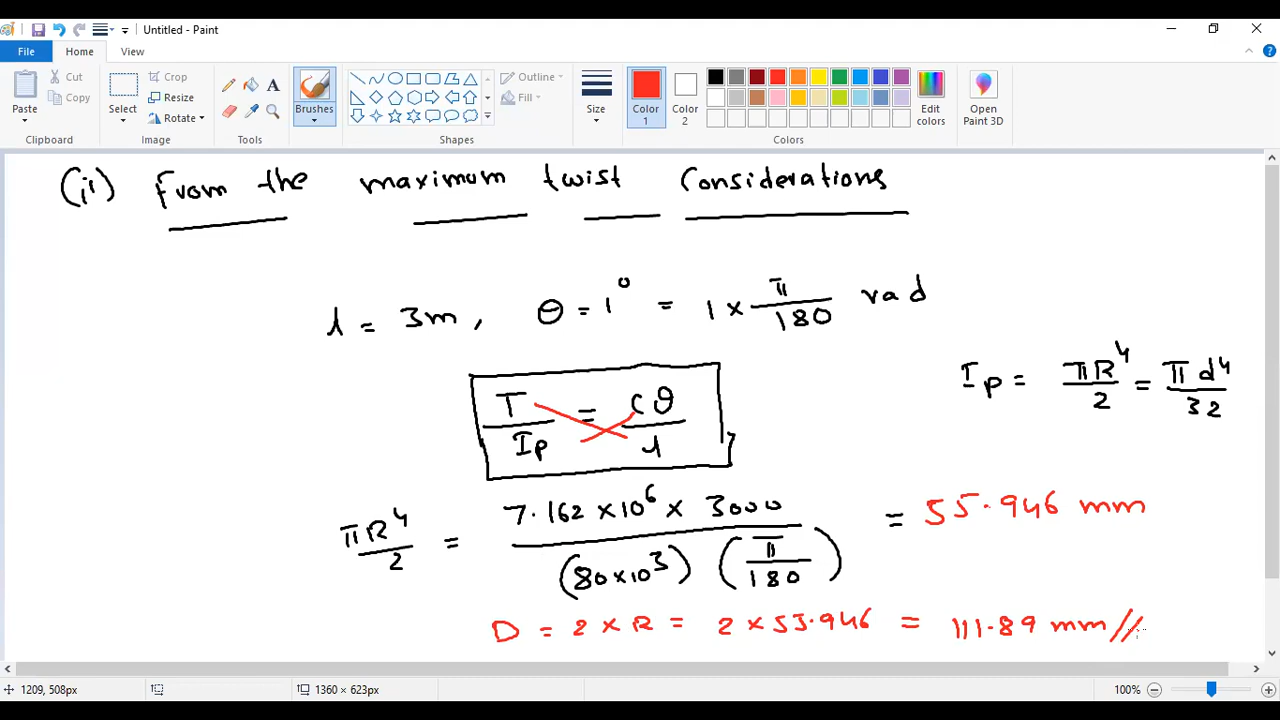 Untitled - Paint
File Home View
Paste Cut Copy Select Crop Resize Rotate Brushes Outline Fill Size Color 1 Color 2 Edit colors Open Paint 3D
Clipboard Image Tools Shapes Colors
(ii) From the maximum twist Considerations
l = 3m, θ = 1° = 1 × π/180 rad
Ip = πR⁴/2 = πd⁴/32
T/Ip = Cθ/l
πR⁴/2 = 7.162 × 10⁶ × 3000 / (80×10³) (π/180) = 55.946 mm
D = 2 × R = 2 × 55.946 = 111.89 mm //
1209, 508px 1360 × 623px 100%